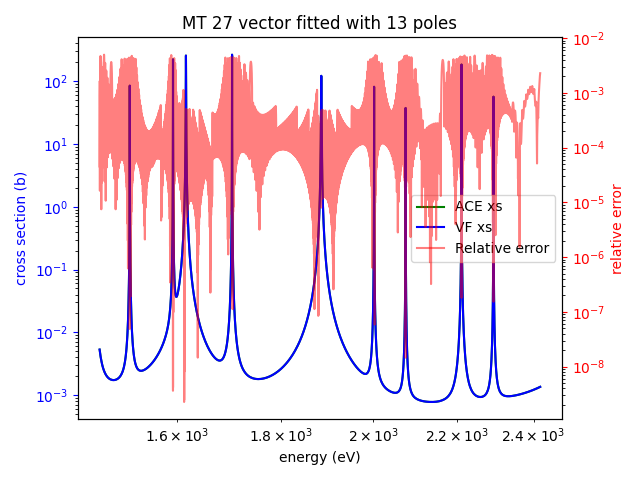 MT 27 vector fitted with 13 poles
cross section (b)
10²
10¹
10⁰
10⁻¹
10⁻²
10⁻³
10⁻²
10⁻³
10⁻⁴
10⁻⁵
10⁻⁶
10⁻⁷
10⁻⁸
relative error
ACE xs
VF xs
Relative error
1.6 × 10³
1.8 × 10³
2 × 10³
2.2 × 10³
2.4 × 10³
energy (eV)